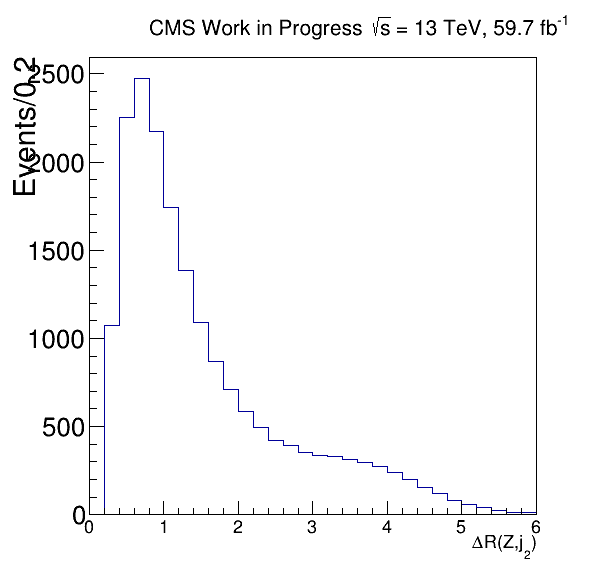 CMS Work in Progress √s = 13 TeV, 59.7 fb⁻¹
Events/0.2
2500
2000
1500
1000
500
0
0 1 2 3 4 5 6
ΔR(Z,j₂)